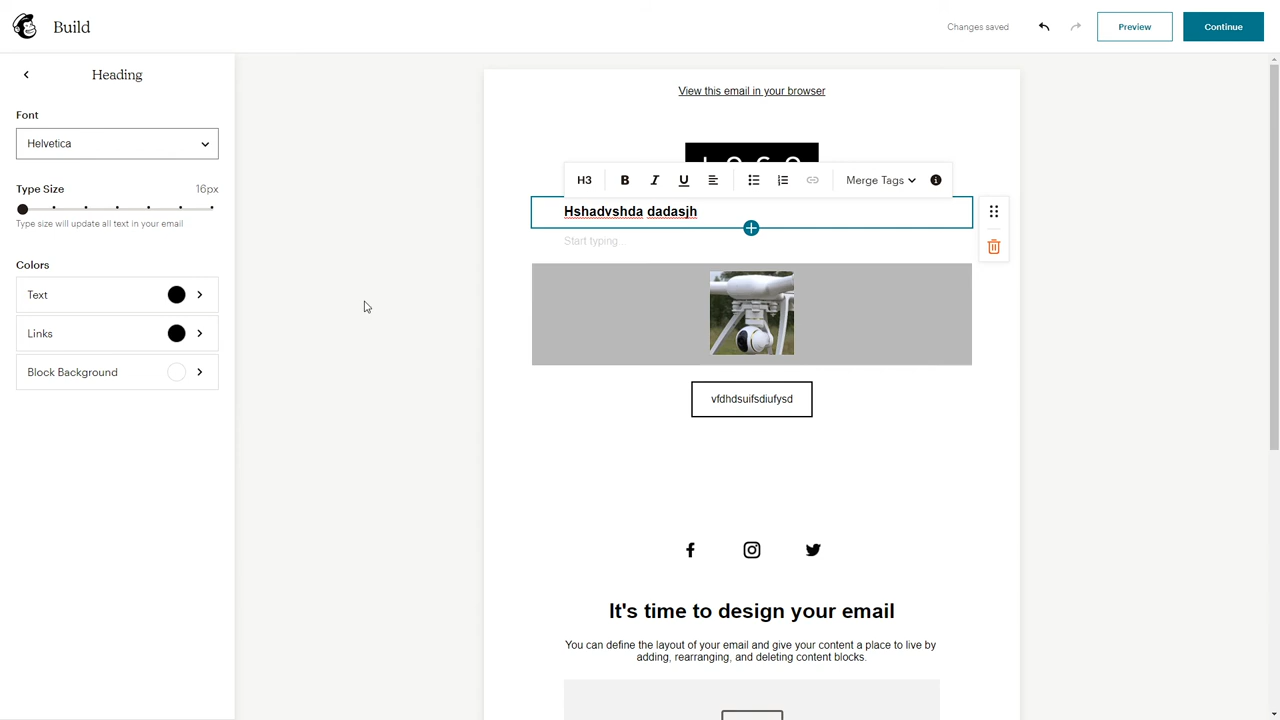 Build
Changes saved
Preview
Continue
Heading
Font
Helvetica
Type Size 16px
Type size will update all text in your email
Colors
Text
Links
Block Background
View this email in your browser
LOGO
H3 B I U Merge Tags
Hshadvshda dadasjh
Start typing...
vfdhdsuifsdiufysd
It's time to design your email
You can define the layout of your email and give your content a place to live by
adding, rearranging, and deleting content blocks.